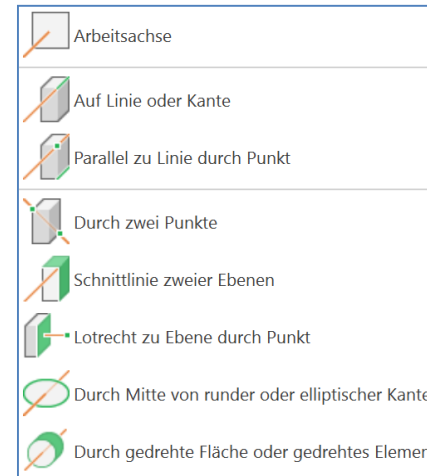 Arbeitsachse
Auf Linie oder Kante
Parallel zu Linie durch Punkt
Durch zwei Punkte
Schnittlinie zweier Ebenen
Lotrecht zu Ebene durch Punkt
Durch Mitte von runder oder elliptischer Kante
Durch gedrehte Fläche oder gedrehtes Elemen